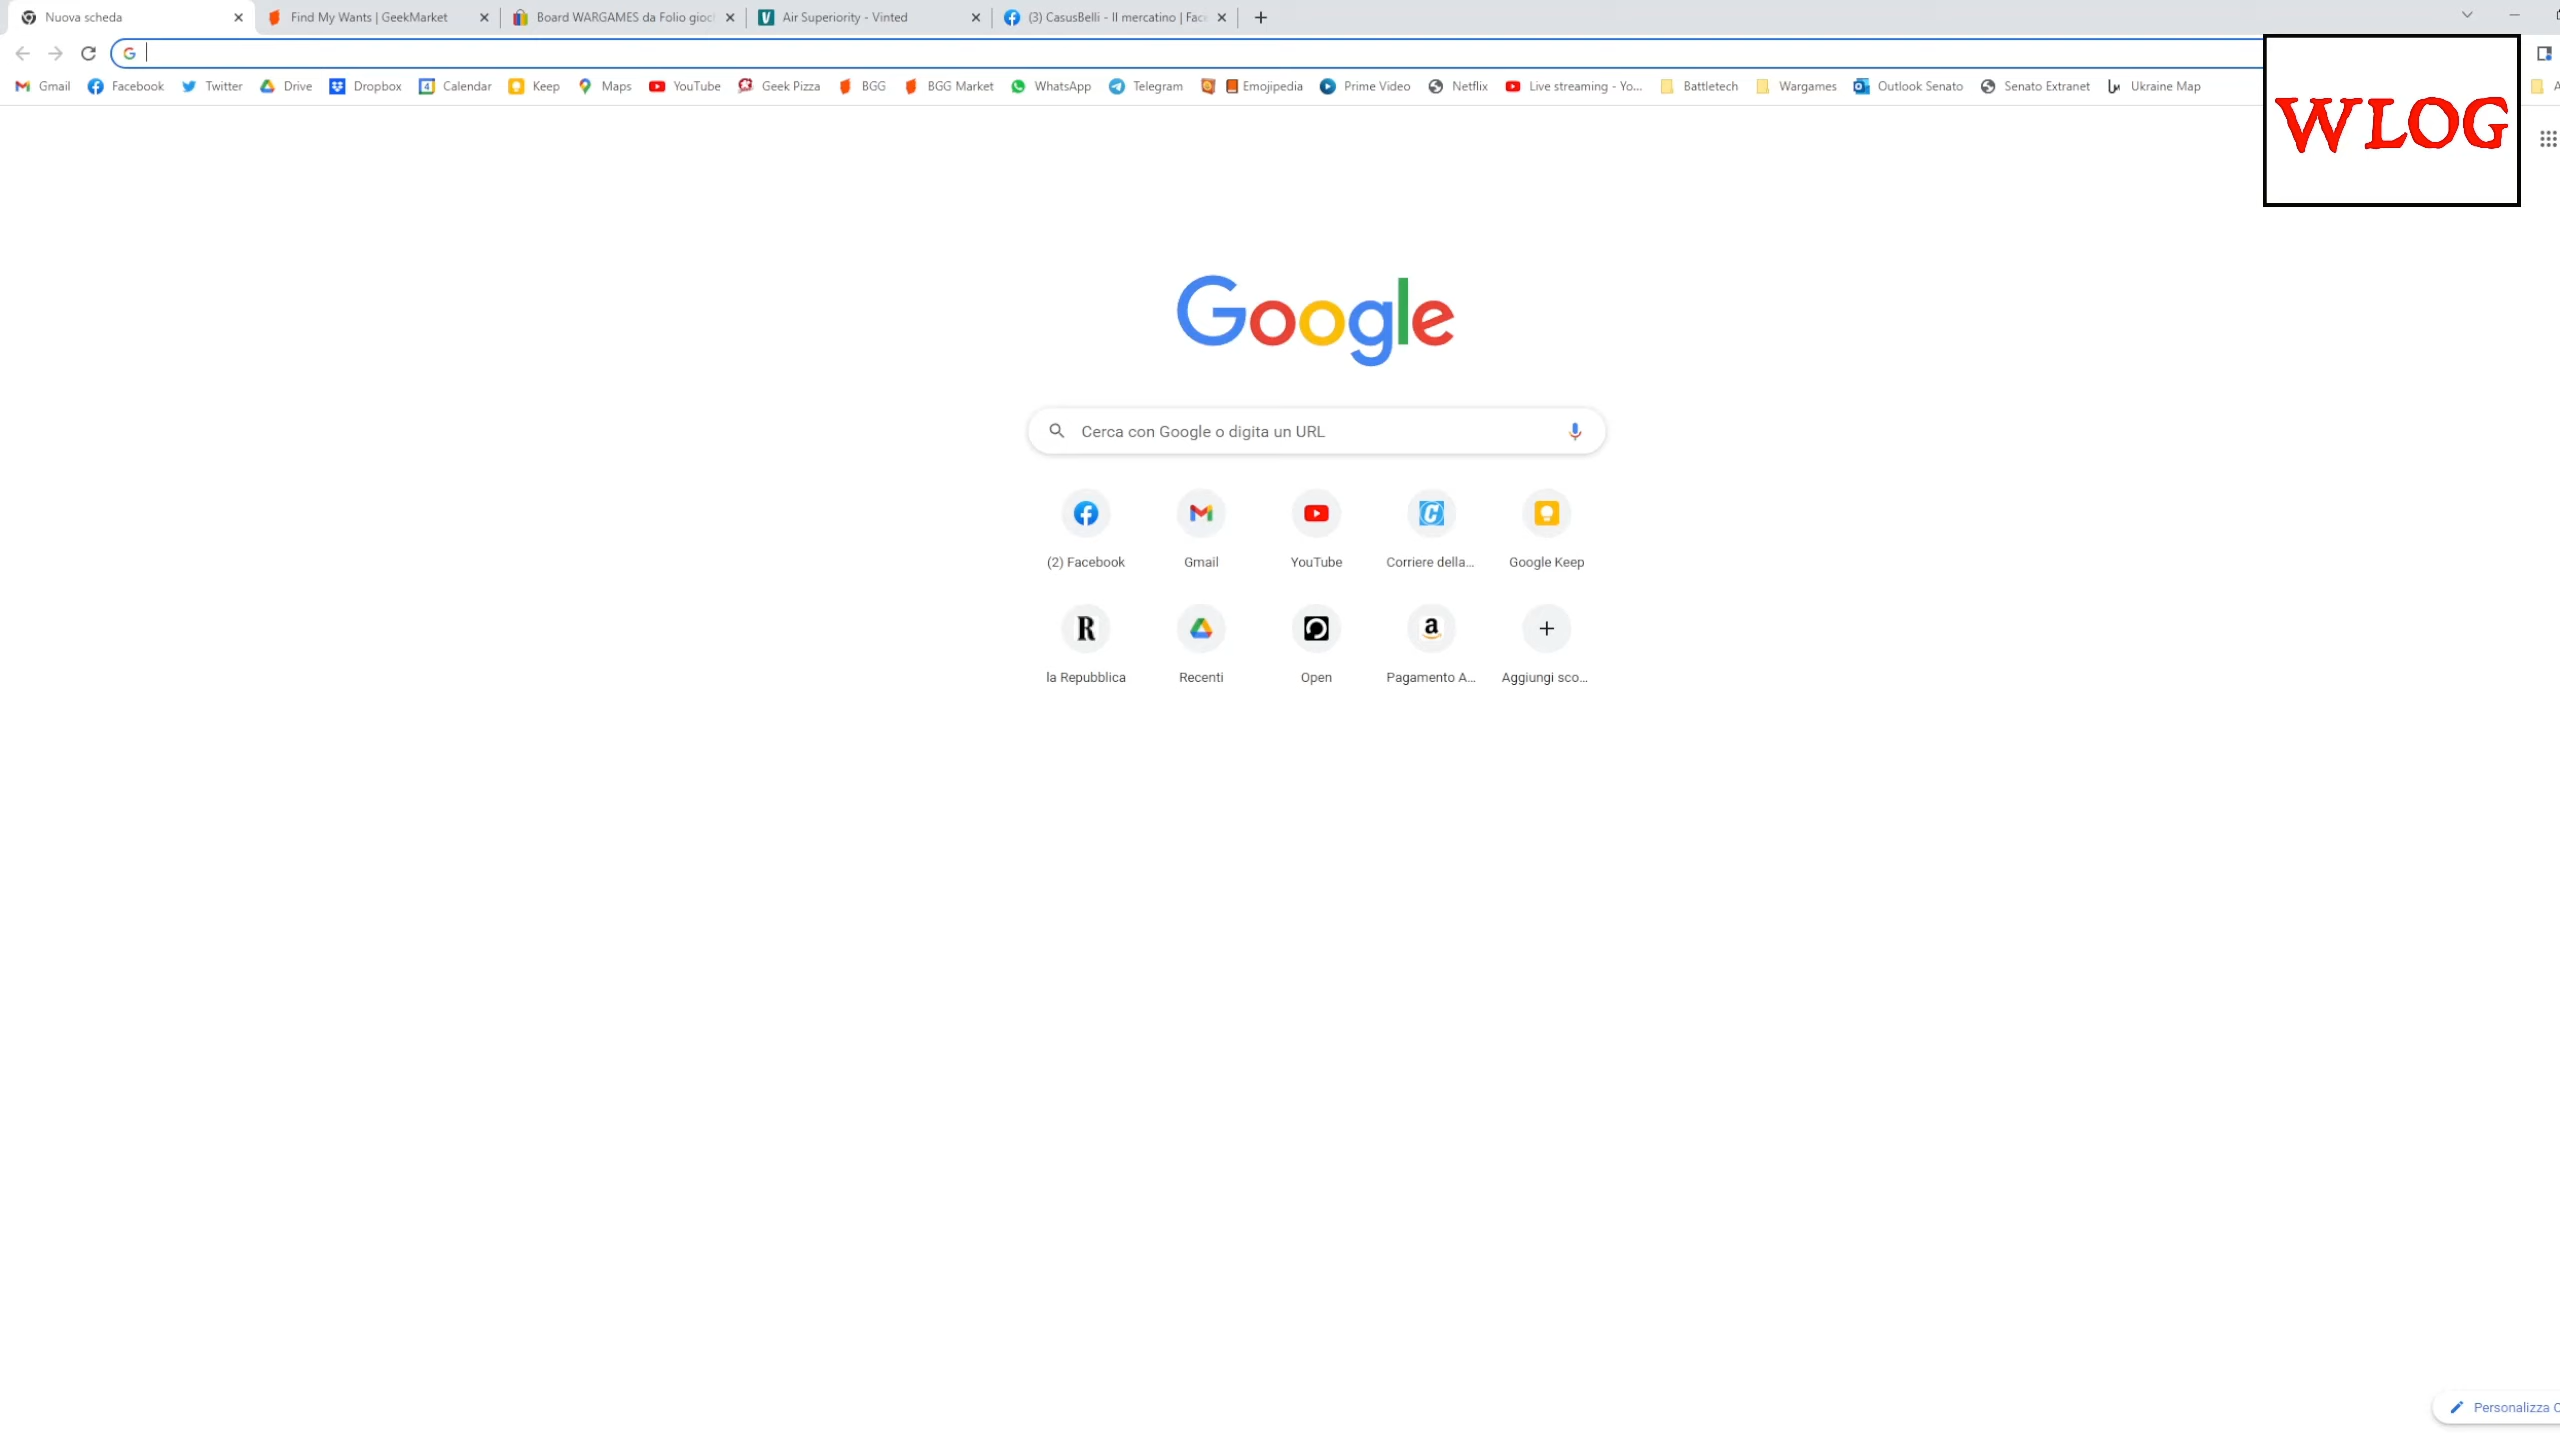 Nuova scheda
Find My Wants | GeekMarket
Board WARGAMES da Folio gioc
Air Superiority - Vinted
(3) CasusBelli - Il mercatino | Face
Gmail
Facebook
Twitter
Drive
Dropbox
Calendar
Keep
Maps
YouTube
Geek Pizza
BGG
BGG Market
WhatsApp
Telegram
Emojipedia
Prime Video
Netflix
Live streaming - Yo...
Battletech
Wargames
Outlook Senato
Senato Extranet
Ukraine Map
WLOG
Google
Cerca con Google o digita un URL
(2) Facebook
Gmail
YouTube
Corriere della...
Google Keep
la Repubblica
Recenti
Open
Pagamento A...
Aggiungi sco...
Personalizza C